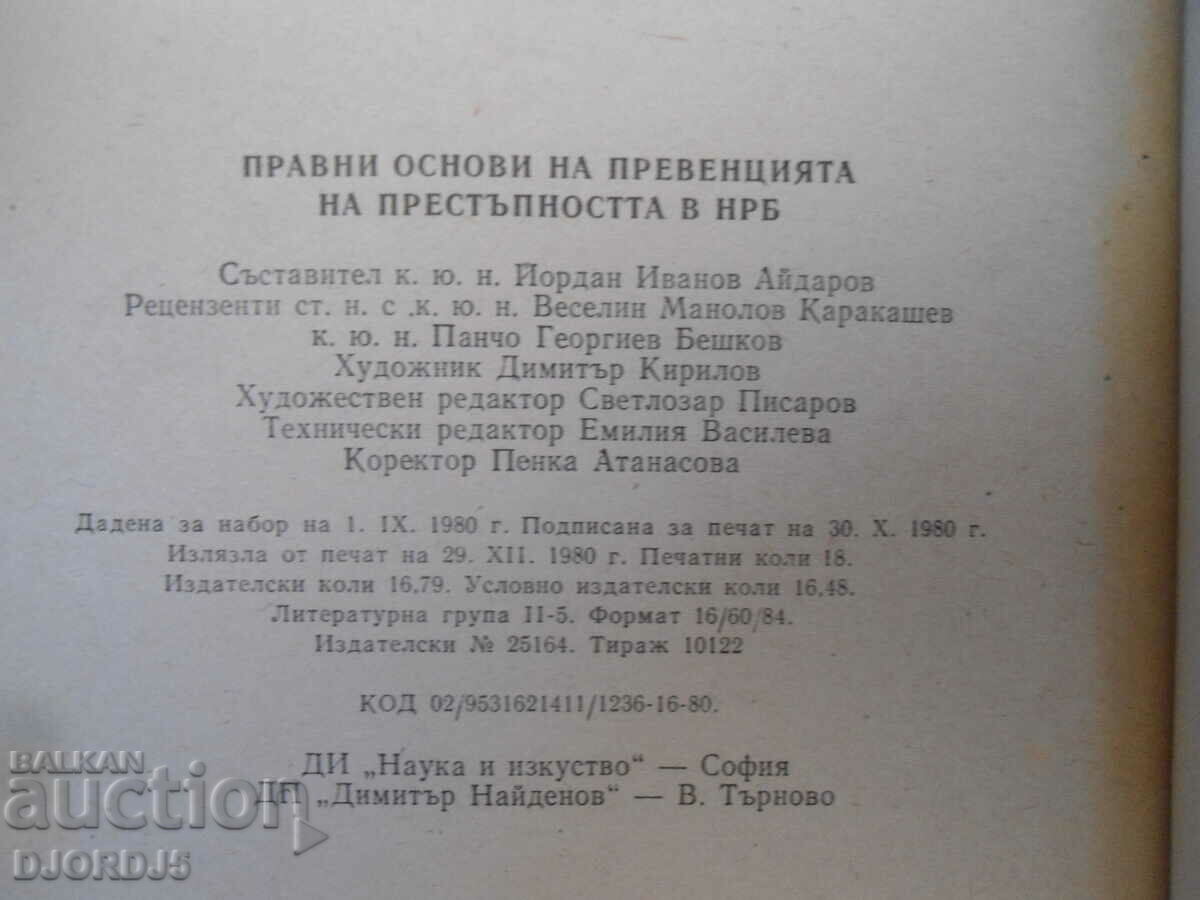 ПРАВНИ ОСНОВИ НА ПРЕВЕНЦИЯТА
НА ПРЕСТЪПНОСТТА В НРБ
Съставител к. ю. н. Йордан Иванов Айдаров
Рецензенти ст. н. с .к. ю. н. Веселин Манолов Каракашев
к. ю. н. Панчо Георгиев Бешков
Художник Димитър Кирилов
Художествен редактор Светлозар Писаров
Технически редактор Емилия Василева
Коректор Пенка Атанасова
Дадена за набор на 1. IX. 1980 г. Подписана за печат на 30. X. 1980 г.
Излязла от печат на 29. XII. 1980 г. Печатни коли 18.
Издателски коли 16,79. Условно издателски коли 16,48.
Литературна група II-5. Формат 16/60/84.
Издателски № 25164. Тираж 10122
КОД 02/9531621411/1236-16-80.
ДИ „Наука и изкуство“ — София
ДП „Димитър Найденов“ — В. Търново
BALKAN
auction
DJORDJ5